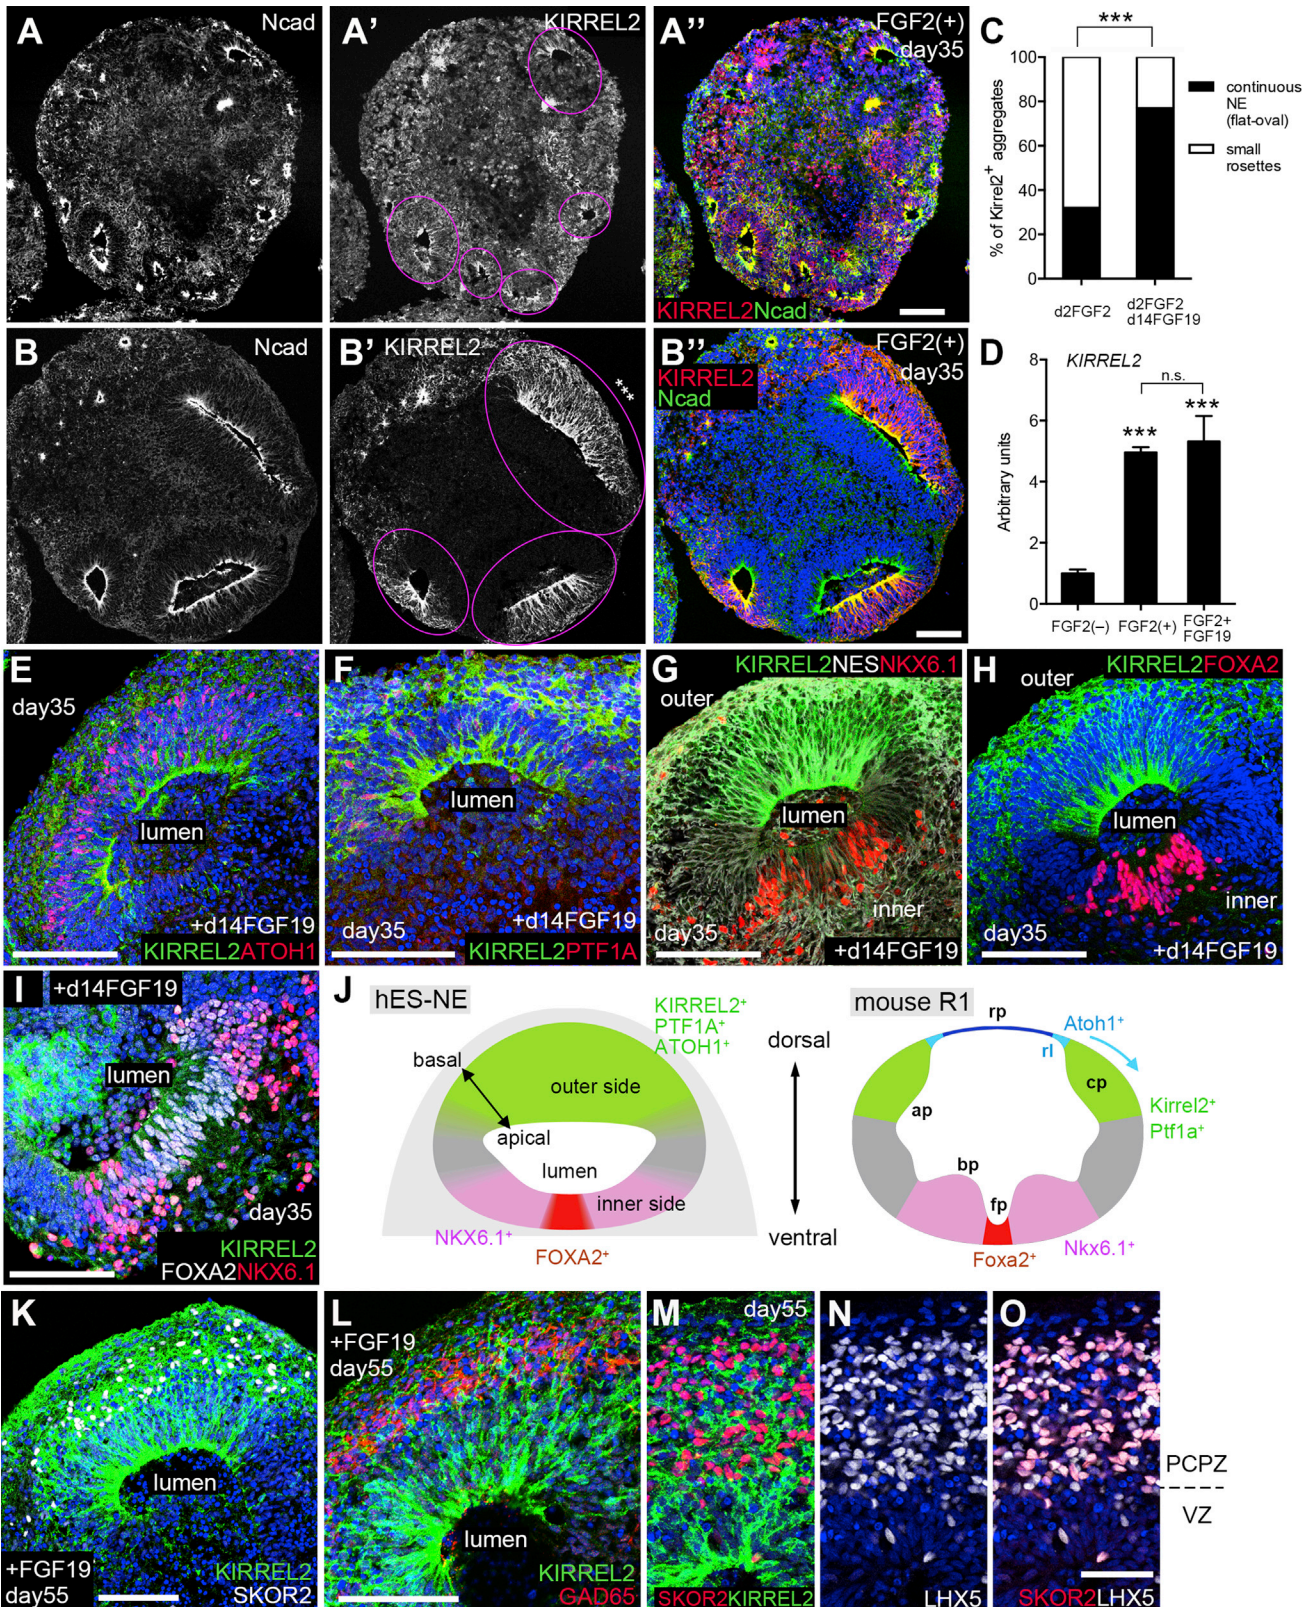 A
Ncad
A'
KIRREL2
A''
FGF2(+)
day35
KIRREL2Ncad
B
Ncad
B'
KIRREL2
***
B''
FGF2(+)
day35
KIRREL2
Ncad
C
***
% of Kirrel2+ aggregates
100
80
60
40
20
0
d2FGF2
d2FGF2
d14FGF19
continuous
NE
(flat-oval)
small
rosettes
D
KIRREL2
Arbitrary units
8
6
4
2
0
n.s.
***
***
FGF2(–)
FGF2(+)
FGF2+
FGF19
E
day35
lumen
+d14FGF19
KIRREL2ATOH1
F
lumen
+d14FGF19
day35
KIRREL2PTF1A
G
KIRREL2NESNKX6.1
outer
lumen
inner
day35
+d14FGF19
H
KIRREL2FOXA2
outer
lumen
inner
day35
+d14FGF19
I
+d14FGF19
lumen
day35
KIRREL2
FOXA2NKX6.1
J
hES-NE
KIRREL2+
PTF1A+
ATOH1+
basal
outer side
apical
lumen
inner side
NKX6.1+
FOXA2+
dorsal
ventral
mouse R1
rp
Atoh1+
rl
cp
ap
Kirrel2+
Ptf1a+
bp
fp
Nkx6.1+
Foxa2+
K
lumen
+FGF19
day55
KIRREL2
SKOR2
L
+FGF19
day55
lumen
KIRREL2
GAD65
M
day55
SKOR2KIRREL2
N
LHX5
O
SKOR2LHX5
PCPZ
VZ